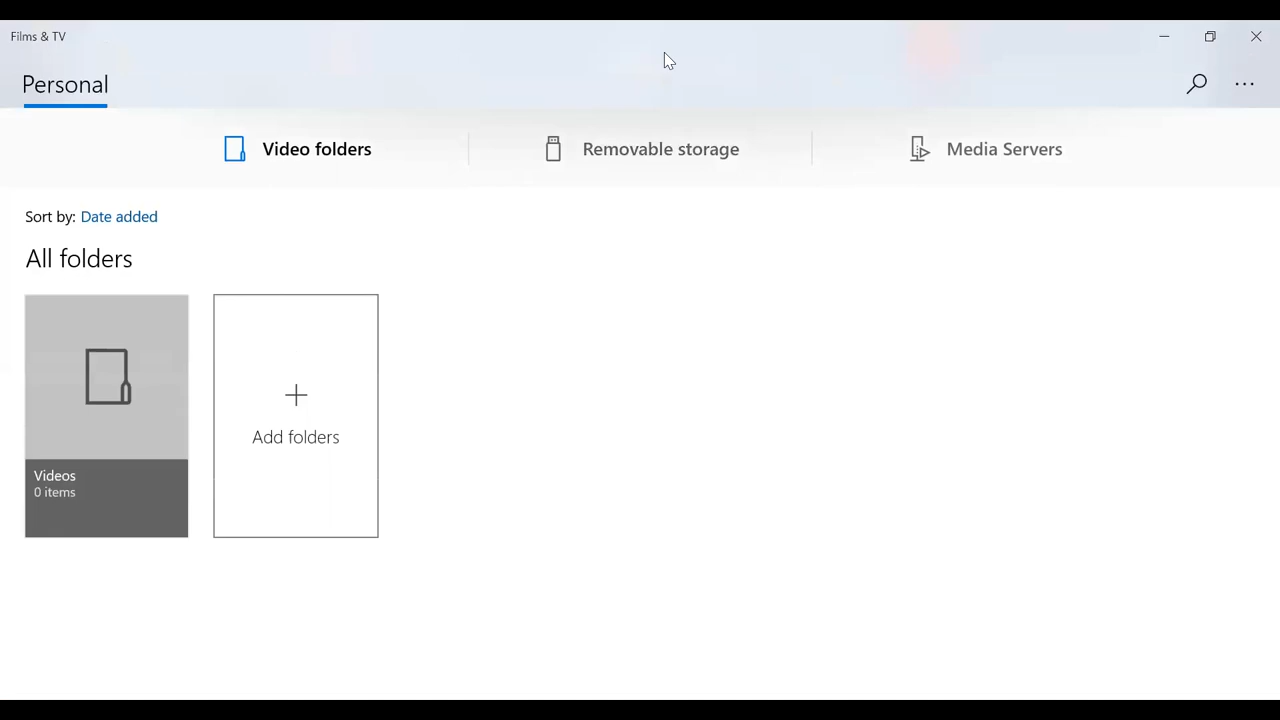 Films & TV
Personal
Video folders
Removable storage
Media Servers
Sort by: Date added
All folders
Videos
0 items
Add folders